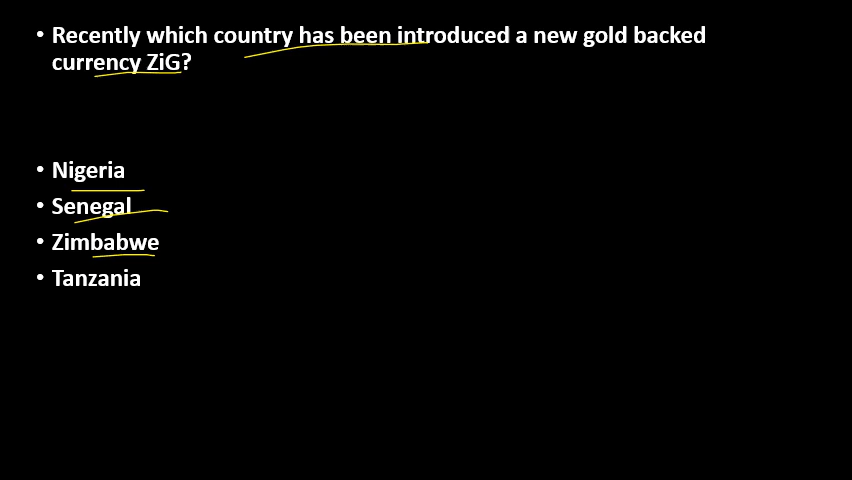 • Recently which country has been introduced a new gold backed
currency ZiG?
• Nigeria
• Senegal
• Zimbabwe
• Tanzania